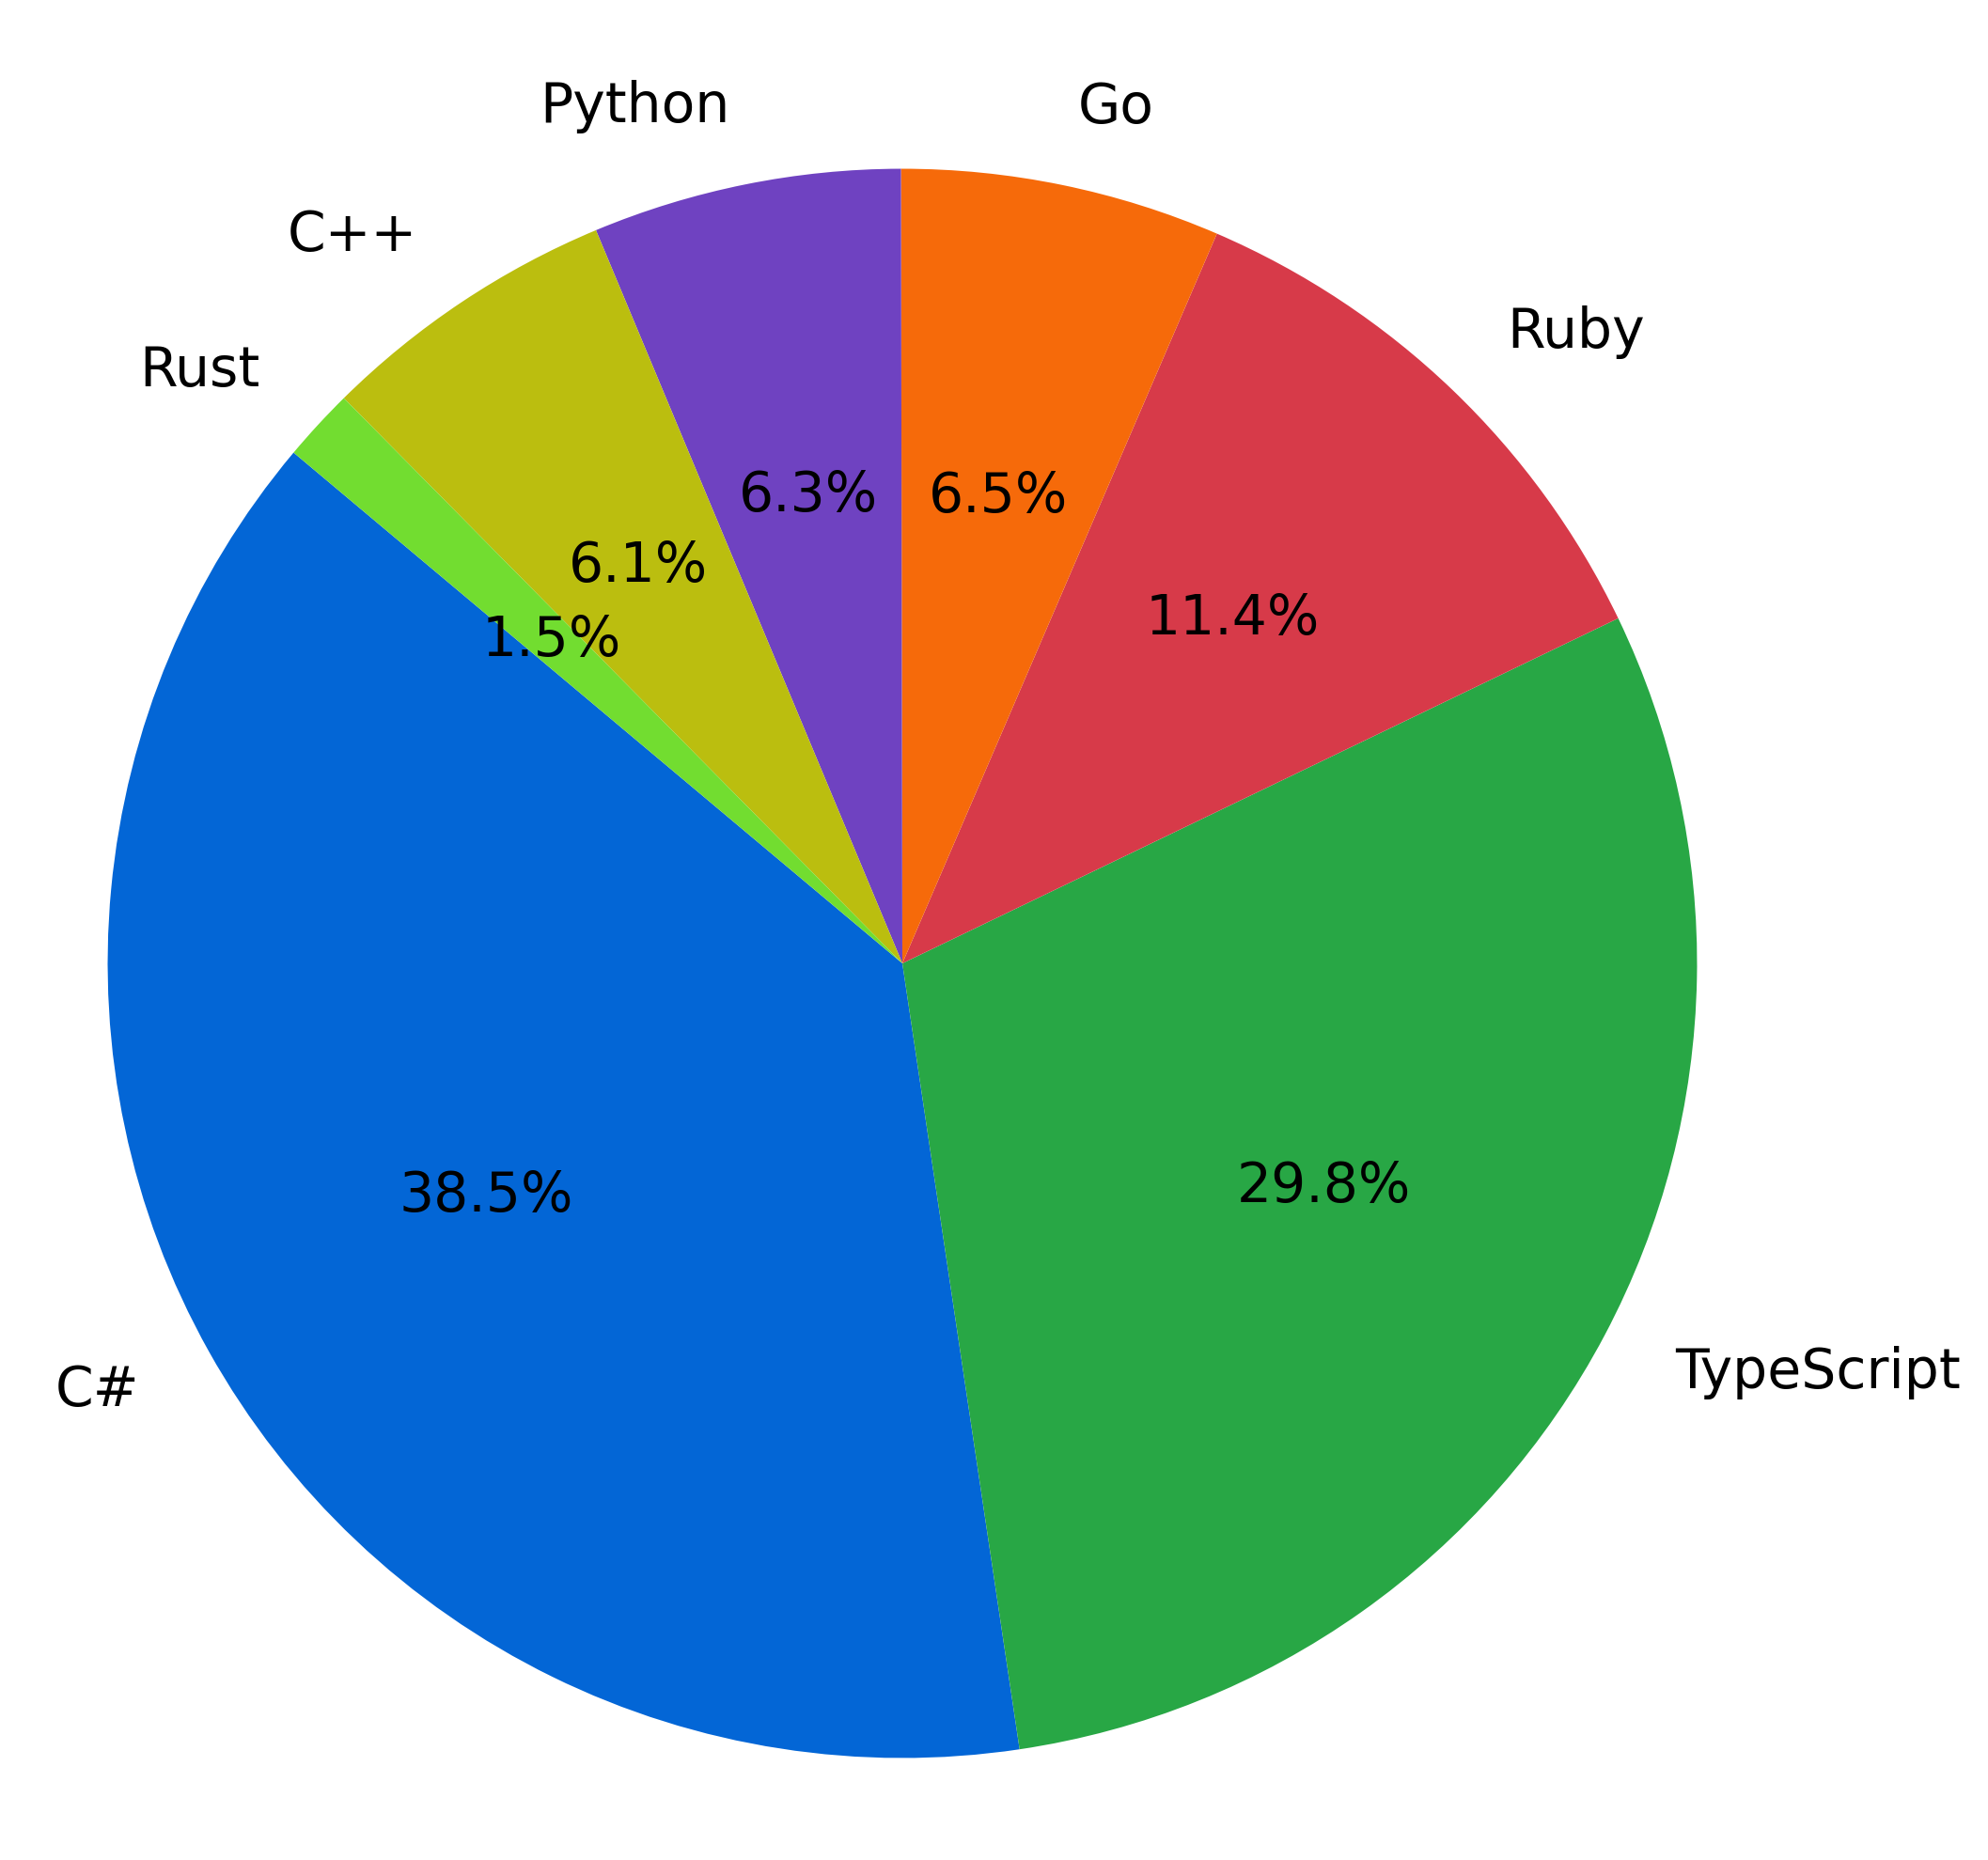 Python
Go
C++
Ruby
Rust
6.3%
6.5%
6.1%
11.4%
1.5%
38.5%
29.8%
TypeScript
C#